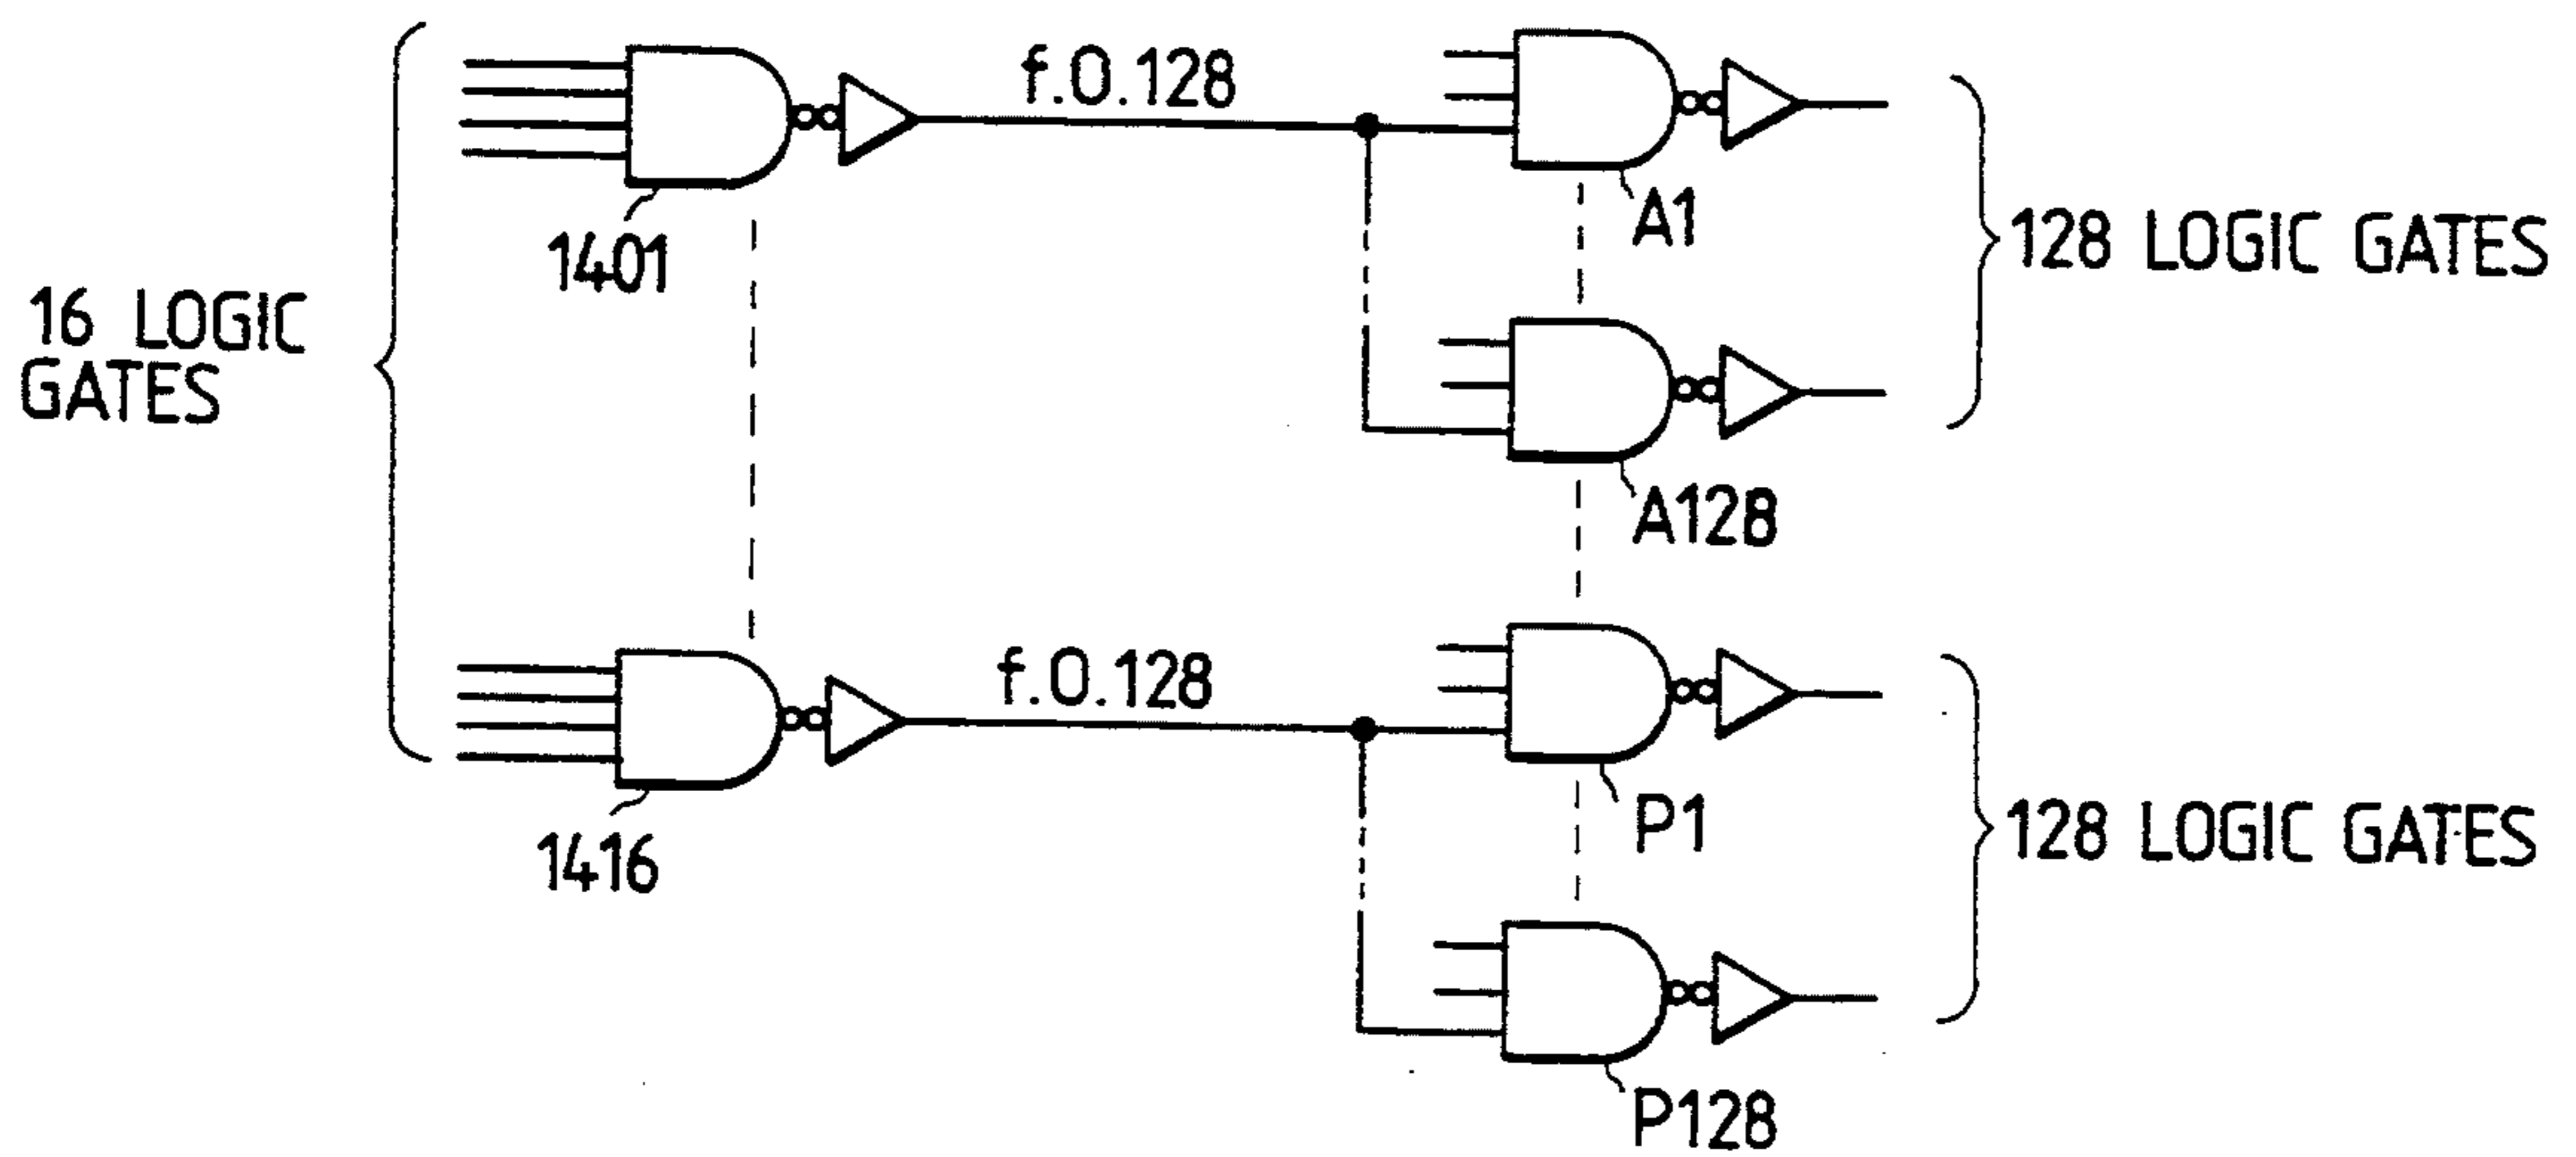 f.O.128
A1
128 LOGIC GATES
1401
16 LOGIC
GATES
A128
f.O.128
P1
128 LOGIC GATES
1416
P128